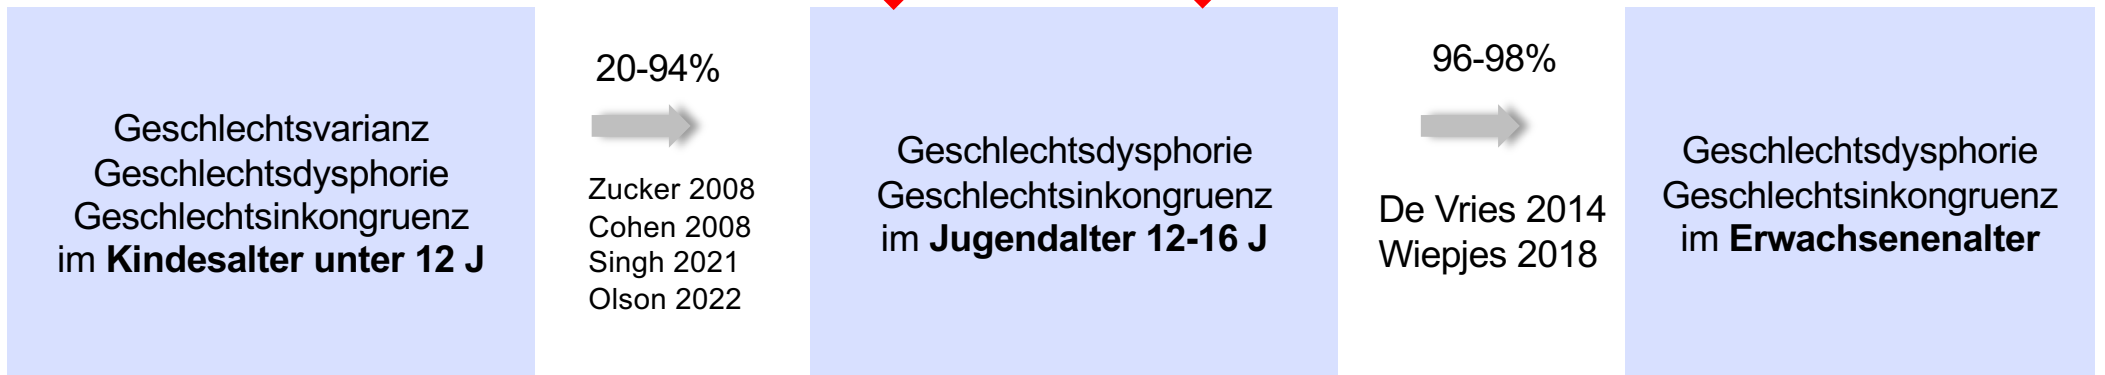 Geschlechtsvarianz
Geschlechtsdysphorie
Geschlechtsinkongruenz
im Kindesalter unter 12 J
20-94%
Zucker 2008
Cohen 2008
Singh 2021
Olson 2022
Geschlechtsdysphorie
Geschlechtsinkongruenz
im Jugendalter 12-16 J
96-98%
De Vries 2014
Wiepjes 2018
Geschlechtsdysphorie
Geschlechtsinkongruenz
im Erwachsenenalter